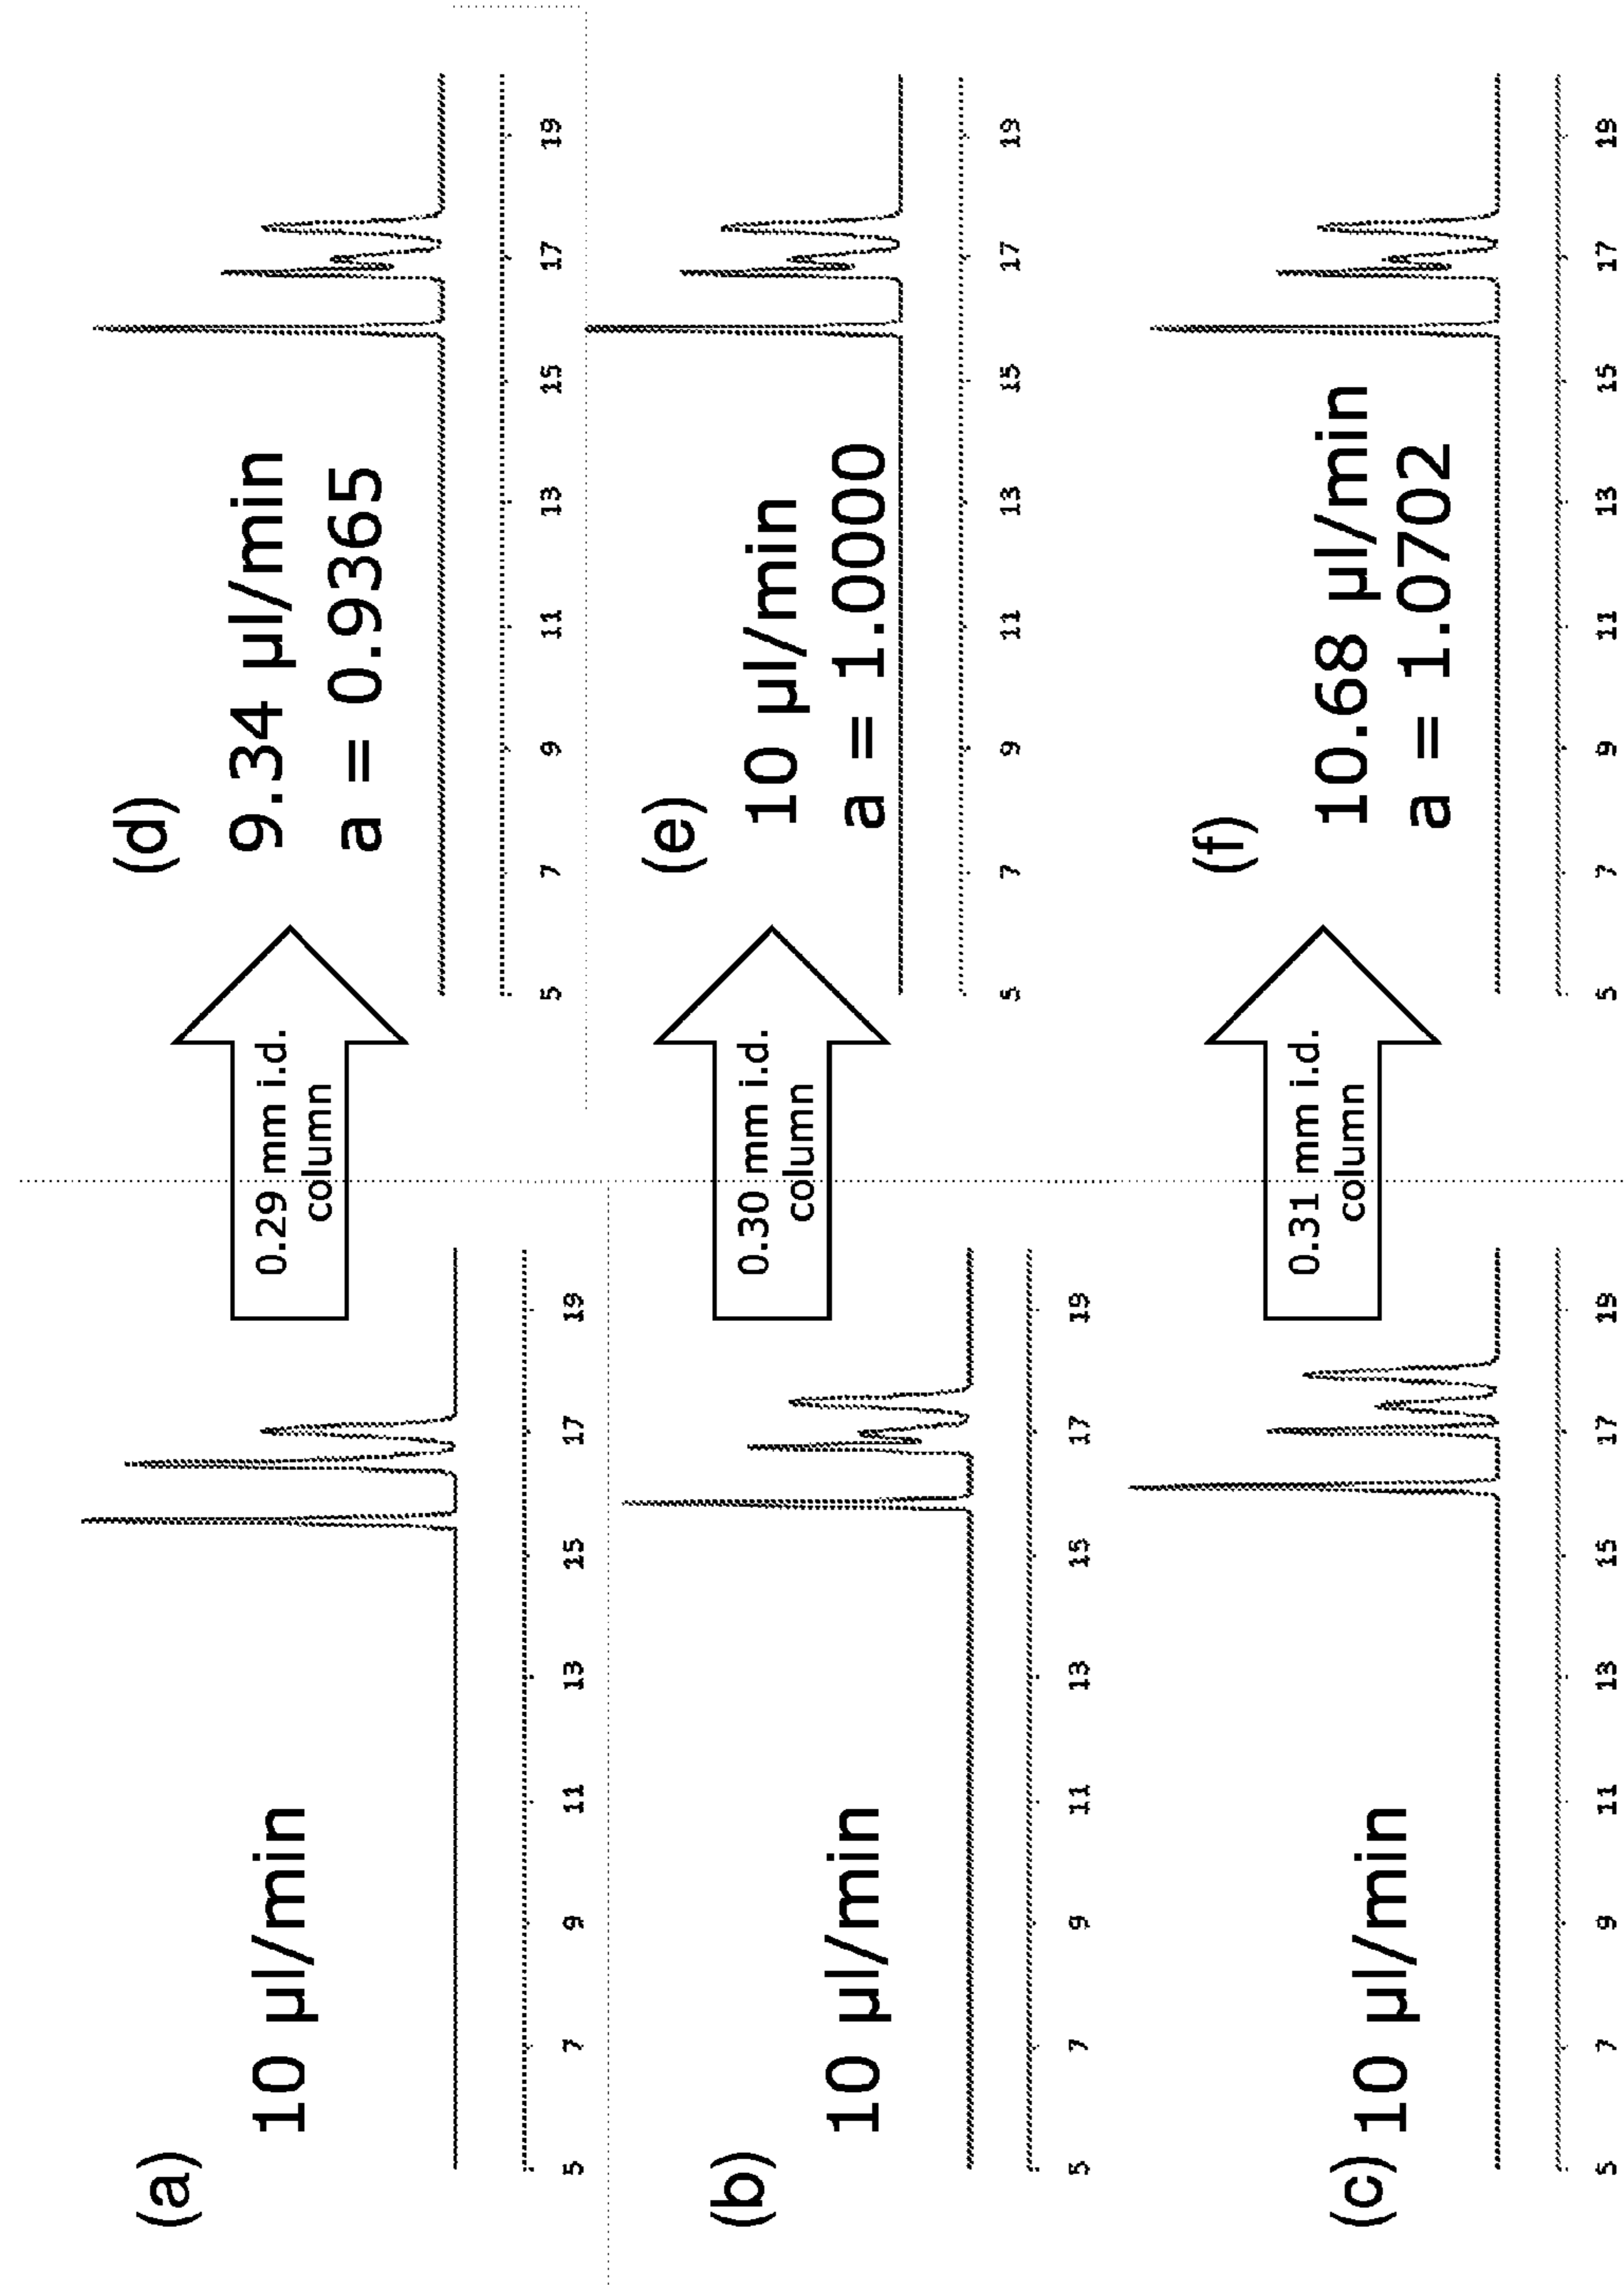 (a)
10 µl/min
5 7 9 11 13 15 17 19
0.29 mm i.d.
column
(d)
9.34 µl/min
a = 0.9365
5 7 9 11 13 15 17 19
(b)
10 µl/min
5 7 9 11 13 15 17 19
0.30 mm i.d.
column
(e)
10 µl/min
a = 1.0000
5 7 9 11 13 15 17 19
(c)
10 µl/min
5 7 9 11 13 15 17 19
0.31 mm i.d.
column
(f)
10.68 µl/min
a = 1.0702
5 7 9 11 13 15 17 19